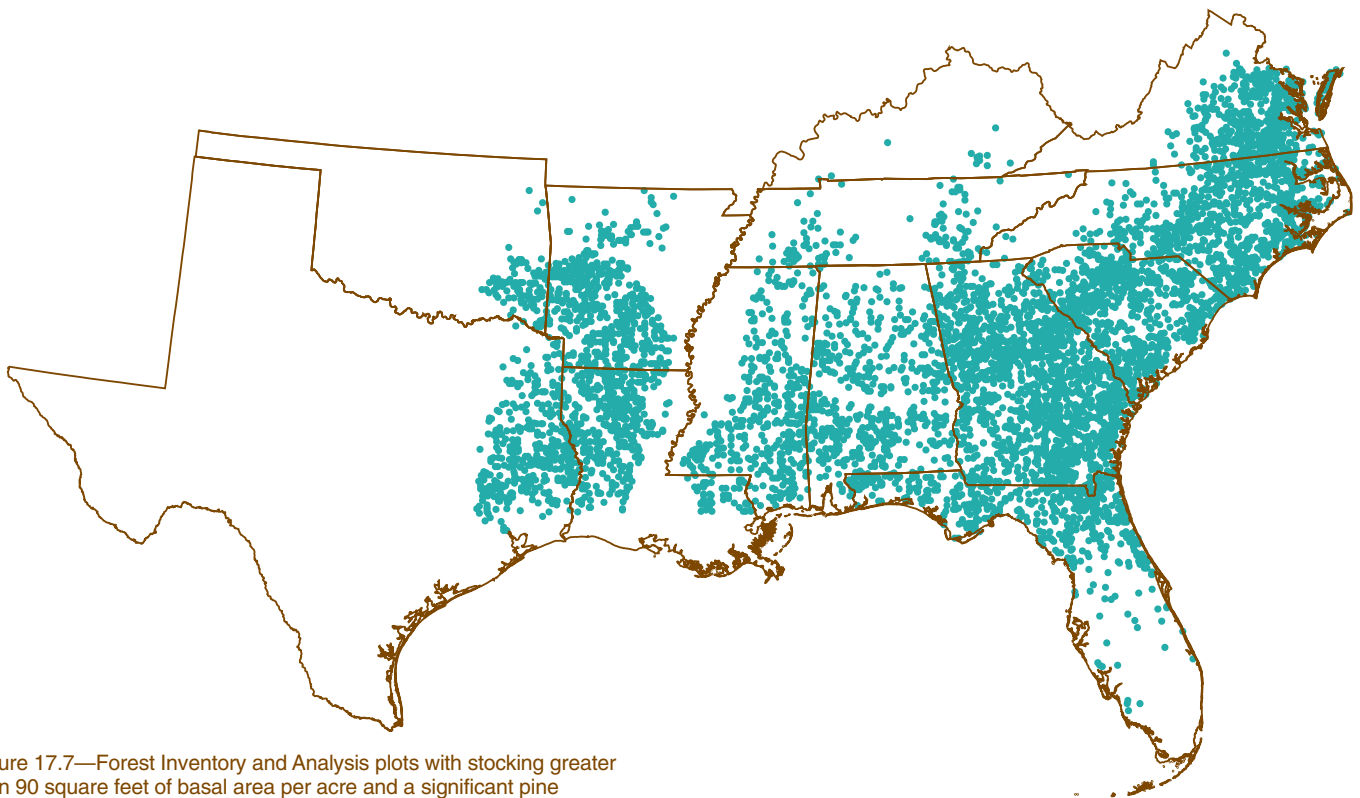 ure 17.7—Forest Inventory and Analysis plots with stocking greater
n 90 square feet of basal area per acre and a significant pine